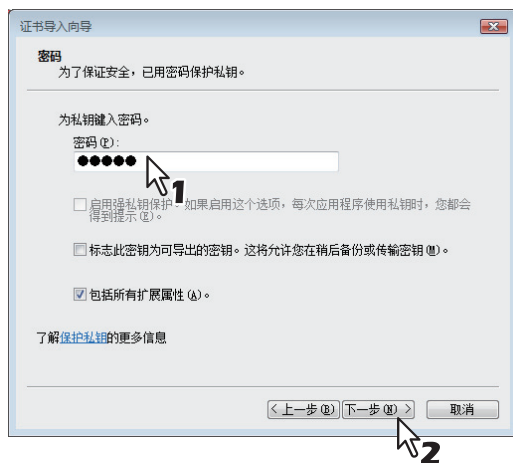 证书导入向导
密码
为了保证安全，已用密码保护私钥。
为私钥键入密码。
密码(P):
●●●●●
1
启用强私钥保护。如果启用这个选项，每次应用程序使用私钥时，您都会
得到提示(E)。
标志此密钥为可导出的密钥。这将允许您在稍后备份或传输密钥(M)。
包括所有扩展属性(A)。
了解保护私钥的更多信息
<上一步(B) 下一步(N)> 取消
2